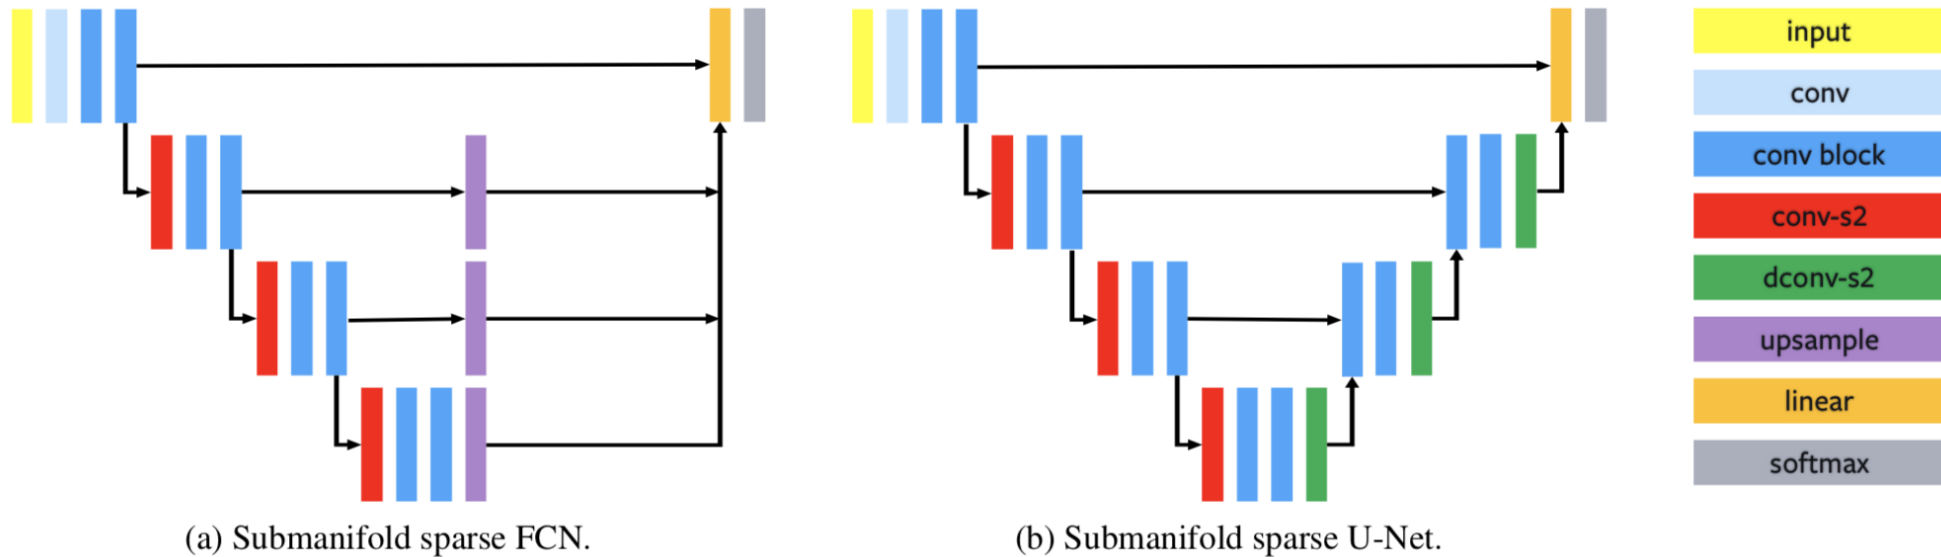 input
conv
conv block
conv-s2
dconv-s2
upsample
linear
softmax
(a) Submanifold sparse FCN.
(b) Submanifold sparse U-Net.